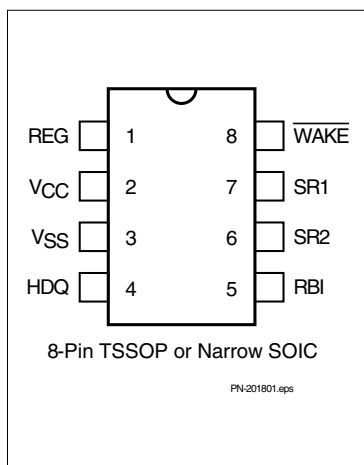 REG 1 8 W̅A̅K̅E̅
VCC 2 7 SR1
VSS 3 6 SR2
HDQ 4 5 RBI
8-Pin TSSOP or Narrow SOIC
PN-201801.eps